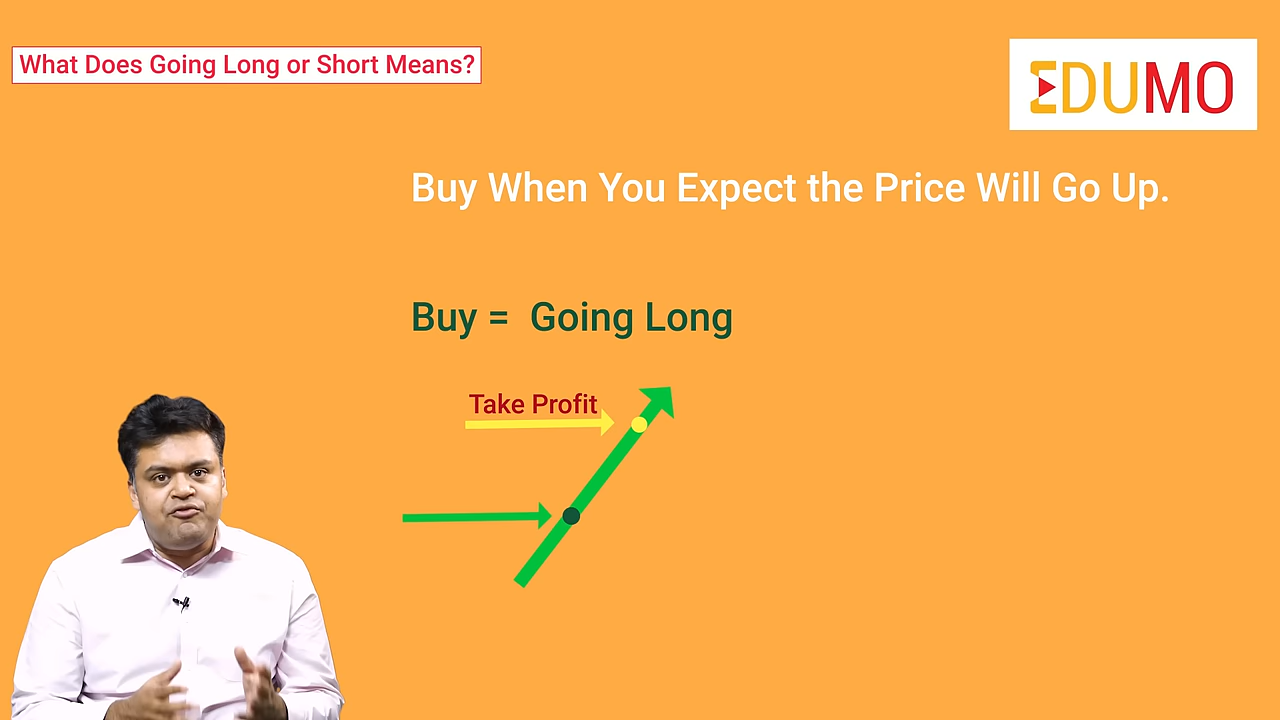 What Does Going Long or Short Means?
EDUMO
Buy When You Expect the Price Will Go Up.
Buy = Going Long
Take Profit